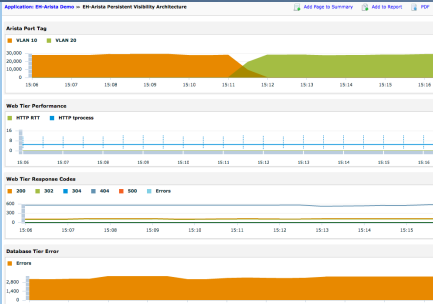 Application: EH-Arista Demo » EH-Arista Persistent Visibility Architecture
Add Page to Summary Add to Report PDF
Arista Port Tag
VLAN 10 VLAN 20
30,000
20,000
10,000
0
15:06 15:07 15:08 15:09 15:10 15:11 15:12 15:13 15:14 15:15 15:16
Web Tier Performance
HTTP RTT HTTP tprocess
16
8
0
15:06 15:07 15:08 15:09 15:10 15:11 15:12 15:13 15:14 15:15 15:16
Web Tier Response Codes
200 302 304 404 500 Errors
600
300
0
15:06 15:07 15:08 15:09 15:10 15:11 15:12 15:13 15:14 15:15
Database Tier Error
Errors
2,800
1,400
0